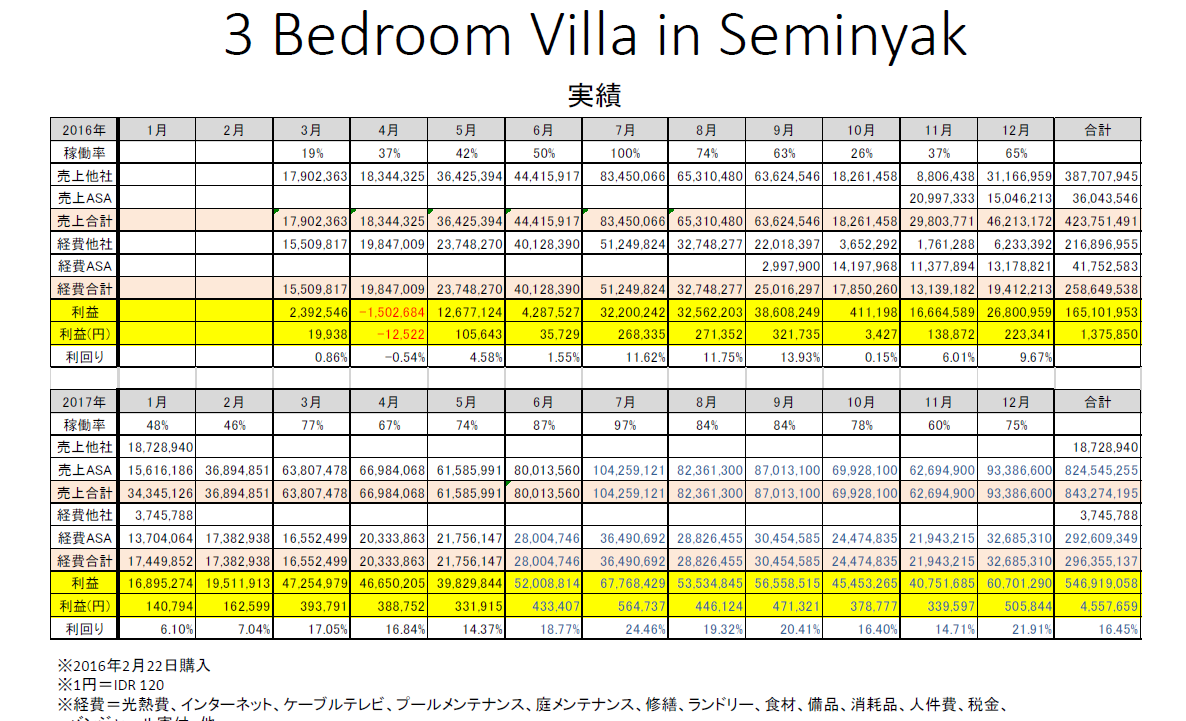 3 Bedroom Villa in Seminyak
実績
2016年 1月 2月 3月 4月 5月 6月 7月 8月 9月 10月 11月 12月 合計
稼働率 19% 37% 42% 50% 100% 74% 63% 26% 37% 65%
売上他社 17,902,363 18,344,325 36,425,394 44,415,917 83,450,066 65,310,480 63,624,546 18,261,458 8,806,438 31,166,959 387,707,945
売上ASA 20,997,333 15,046,213 36,043,546
売上合計 17,902,363 18,344,325 36,425,394 44,415,917 83,450,066 65,310,480 63,624,546 18,261,458 29,803,771 46,213,172 423,751,491
経費他社 15,509,817 19,847,009 23,748,270 40,128,390 51,249,824 32,748,277 22,018,397 3,652,292 1,761,288 6,233,392 216,896,955
経費ASA 2,997,900 14,197,968 11,377,894 13,178,821 41,752,583
経費合計 15,509,817 19,847,009 23,748,270 40,128,390 51,249,824 32,748,277 25,016,297 17,850,260 13,139,182 19,412,213 258,649,538
利益 2,392,546 -1,502,684 12,677,124 4,287,527 32,200,242 32,562,203 38,608,249 411,198 16,664,589 26,800,959 165,101,953
利益(円) 19,938 -12,522 105,643 35,729 268,335 271,352 321,735 3,427 138,872 223,341 1,375,850
利回り 0.86% -0.54% 4.58% 1.55% 11.62% 11.75% 13.93% 0.15% 6.01% 9.67%
2017年 1月 2月 3月 4月 5月 6月 7月 8月 9月 10月 11月 12月 合計
稼働率 48% 46% 77% 67% 74% 87% 97% 84% 84% 78% 60% 75%
売上他社 18,728,940 18,728,940
売上ASA 15,616,186 36,894,851 63,807,478 66,984,068 61,585,991 80,013,560 104,259,121 82,361,300 87,013,100 69,928,100 62,694,900 93,386,600 824,545,255
売上合計 34,345,126 36,894,851 63,807,478 66,984,068 61,585,991 80,013,560 104,259,121 82,361,300 87,013,100 69,928,100 62,694,900 93,386,600 843,274,195
経費他社 3,745,788 3,745,788
経費ASA 13,704,064 17,382,938 16,552,499 20,333,863 21,756,147 28,004,746 36,490,692 28,826,455 30,454,585 24,474,835 21,943,215 32,685,310 292,609,349
経費合計 17,449,852 17,382,938 16,552,499 20,333,863 21,756,147 28,004,746 36,490,692 28,826,455 30,454,585 24,474,835 21,943,215 32,685,310 296,355,137
利益 16,895,274 19,511,913 47,254,979 46,650,205 39,829,844 52,008,814 67,768,429 53,534,845 56,558,515 45,453,265 40,751,685 60,701,290 546,919,058
利益(円) 140,794 162,599 393,791 388,752 331,915 433,407 564,737 446,124 471,321 378,777 339,597 505,844 4,557,659
利回り 6.10% 7.04% 17.05% 16.84% 14.37% 18.77% 24.46% 19.32% 20.41% 16.40% 14.71% 21.91% 16.45%
※2016年2月22日購入
※1円＝IDR 120
※経費＝光熱費、インターネット、ケーブルテレビ、プールメンテナンス、庭メンテナンス、修繕、ランドリー、食材、備品、消耗品、人件費、税金、